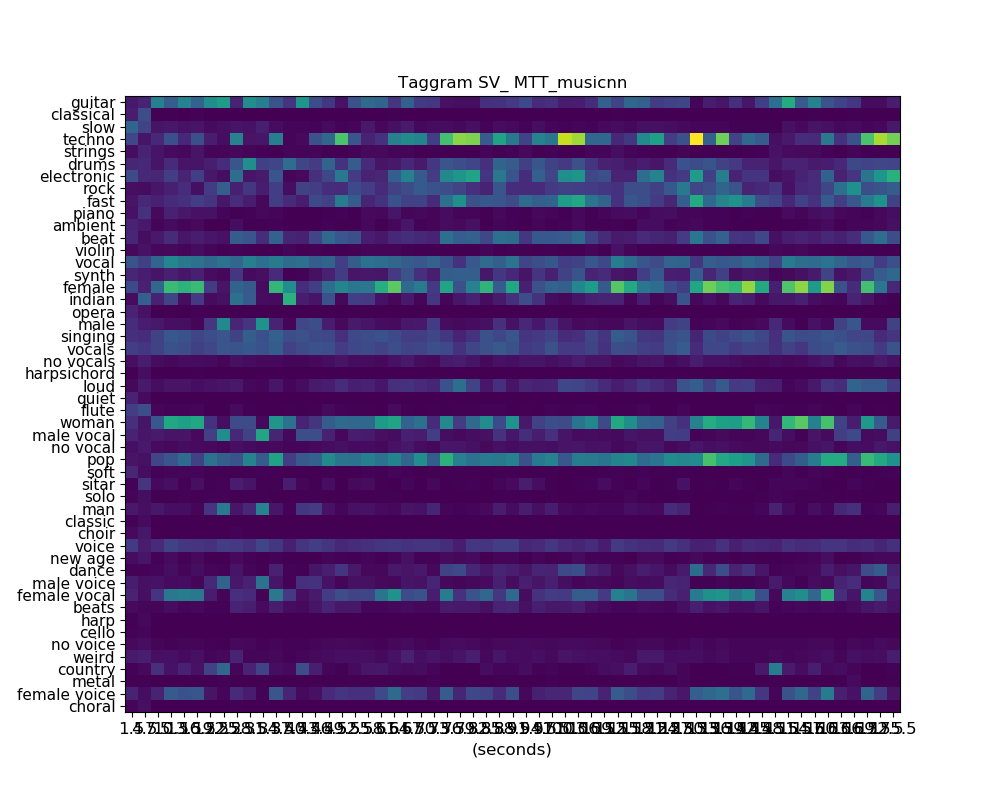 Taggram SV_ MTT_musicnn
guitar
classical
slow
techno
strings
drums
electronic
rock
fast
piano
ambient
beat
violin
vocal
synth
female
indian
opera
male
singing
vocals
no vocals
harpsichord
loud
quiet
flute
woman
male vocal
no vocal
pop
soft
sitar
solo
man
classic
choir
voice
new age
dance
male voice
female vocal
beats
harp
cello
no voice
weird
country
metal
female voice
choral
(seconds)